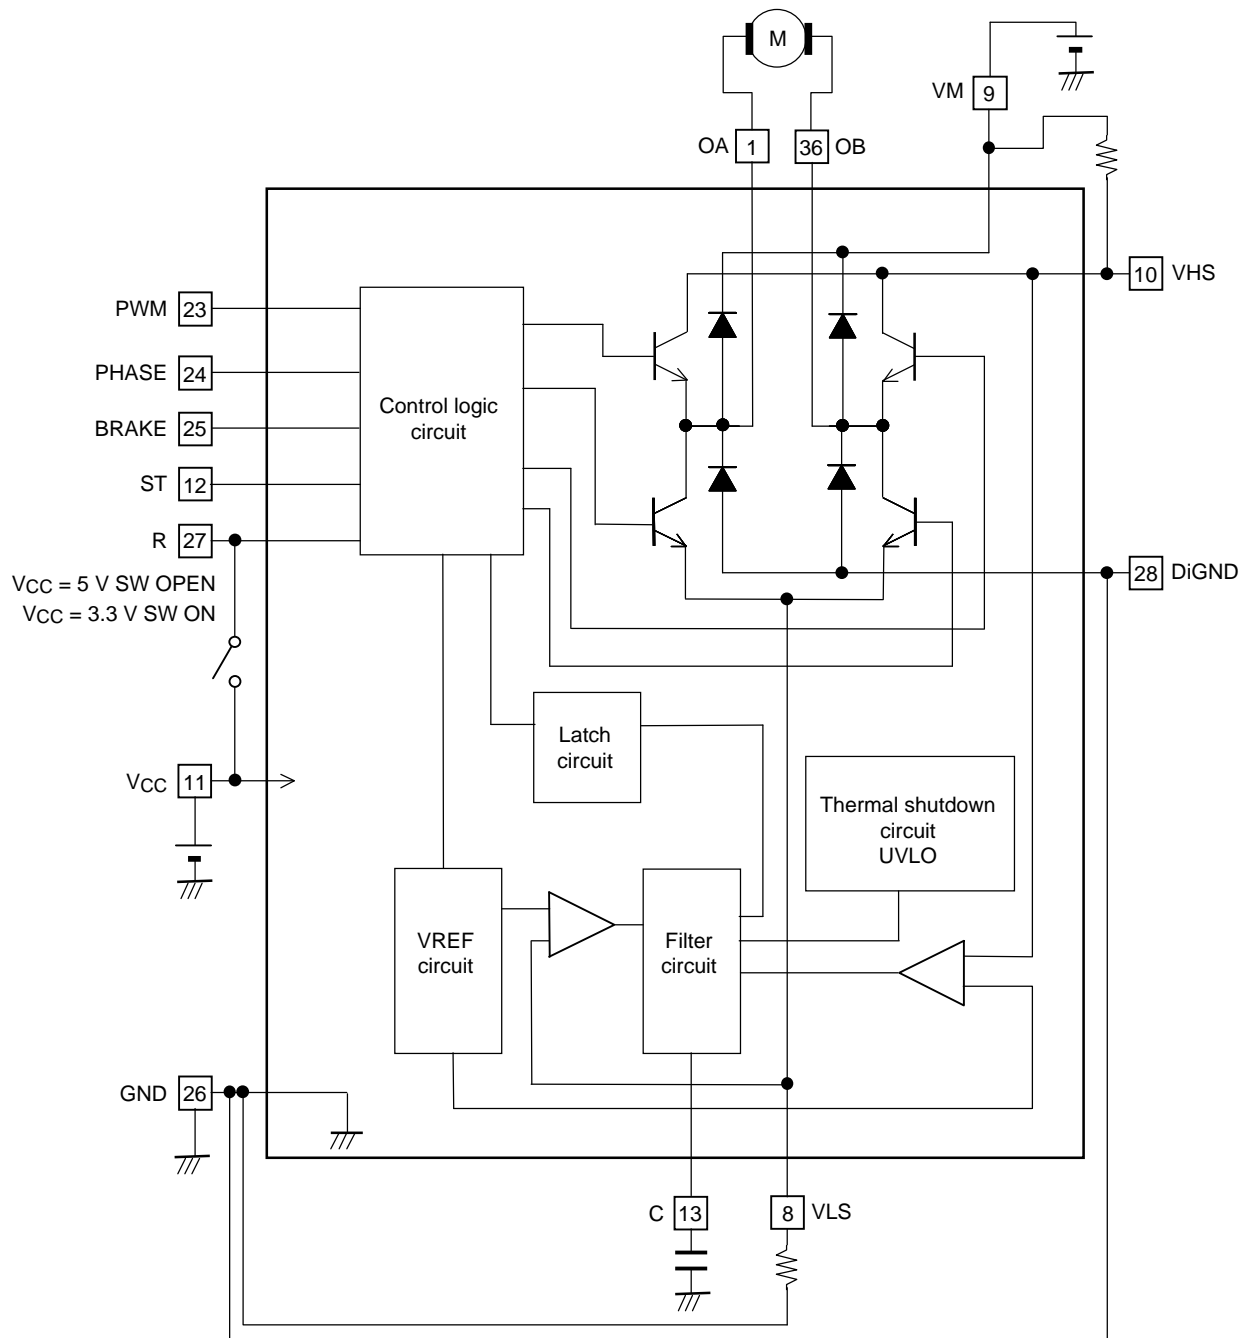 M
VM 9
OA 1
36 OB
10 VHS
PWM 23
PHASE 24
BRAKE 25
ST 12
R 27
Control logic
circuit
VCC = 5 V SW OPEN
VCC = 3.3 V SW ON
28 DiGND
Latch
circuit
VCC 11
Thermal shutdown
circuit
UVLO
VREF
circuit
Filter
circuit
GND 26
C 13
8 VLS